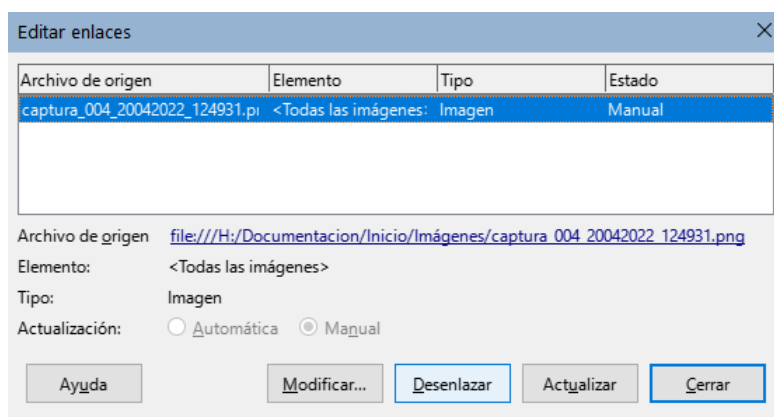 Editar enlaces
Archivo de origen Elemento Tipo Estado
captura_004_20042022_124931.p <Todas las imágenes Imagen Manual
Archivo de origen file:///H:/Documentacion/Inicio/Imágenes/captura_004_20042022_124931.png
Elemento: <Todas las imágenes>
Tipo: Imagen
Actualización: Automática Manual
Ayuda Modificar... Desenlazar Actualizar Cerrar